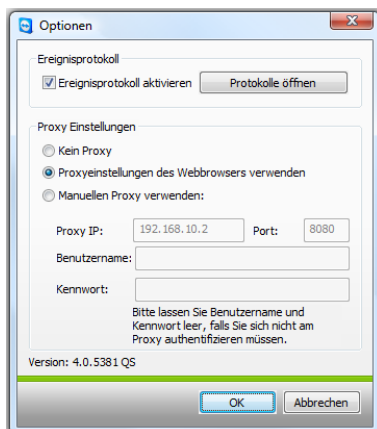 Optionen
Ereignisprotokoll
Ereignisprotokoll aktivieren Protokolle öffnen
Proxy Einstellungen
Kein Proxy
Proxyeinstellungen des Webbrowsers verwenden
Manuellen Proxy verwenden:
Proxy IP: 192.168.10.2 Port: 8080
Benutzername:
Kennwort:
Bitte lassen Sie Benutzername und
Kennwort leer, falls Sie sich nicht am
Proxy authentifizieren müssen.
Version: 4.0.5381 QS
OK Abbrechen